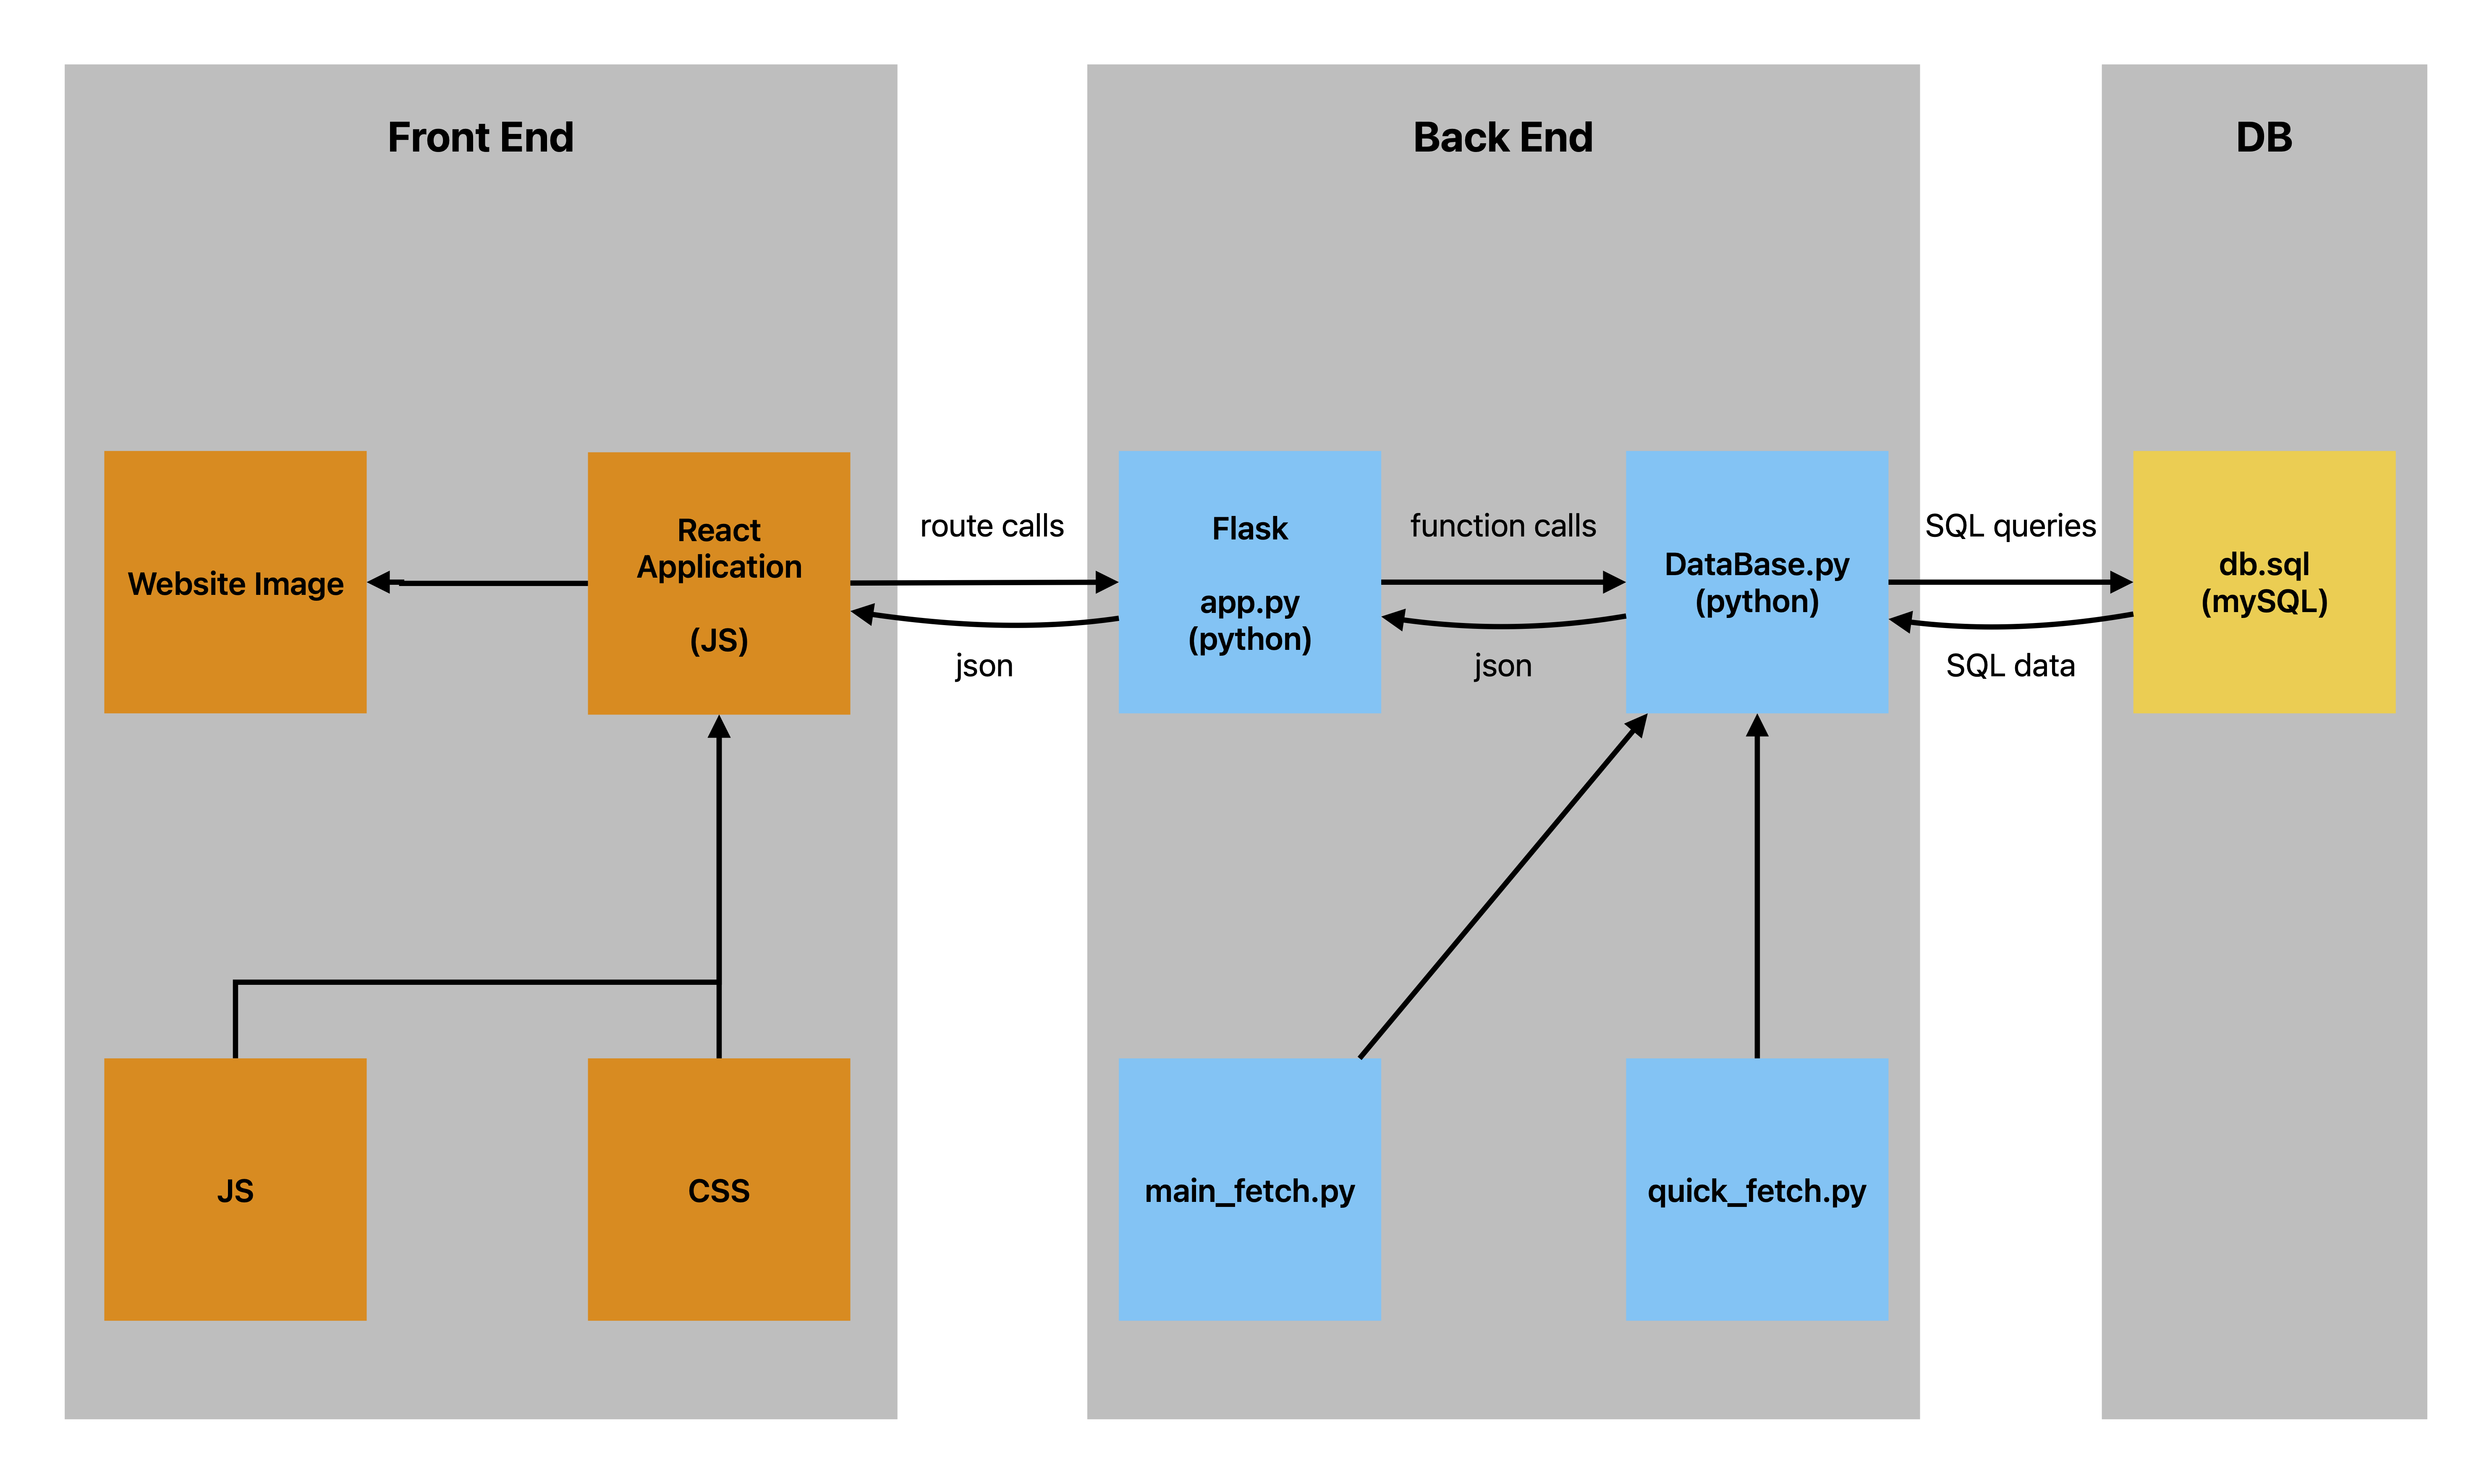 Front End
Back End
DB
Website Image
React
Application
(JS)
route calls
json
Flask
app.py
(python)
function calls
json
DataBase.py
(python)
SQL queries
SQL data
db.sql
(mySQL)
JS
CSS
main_fetch.py
quick_fetch.py